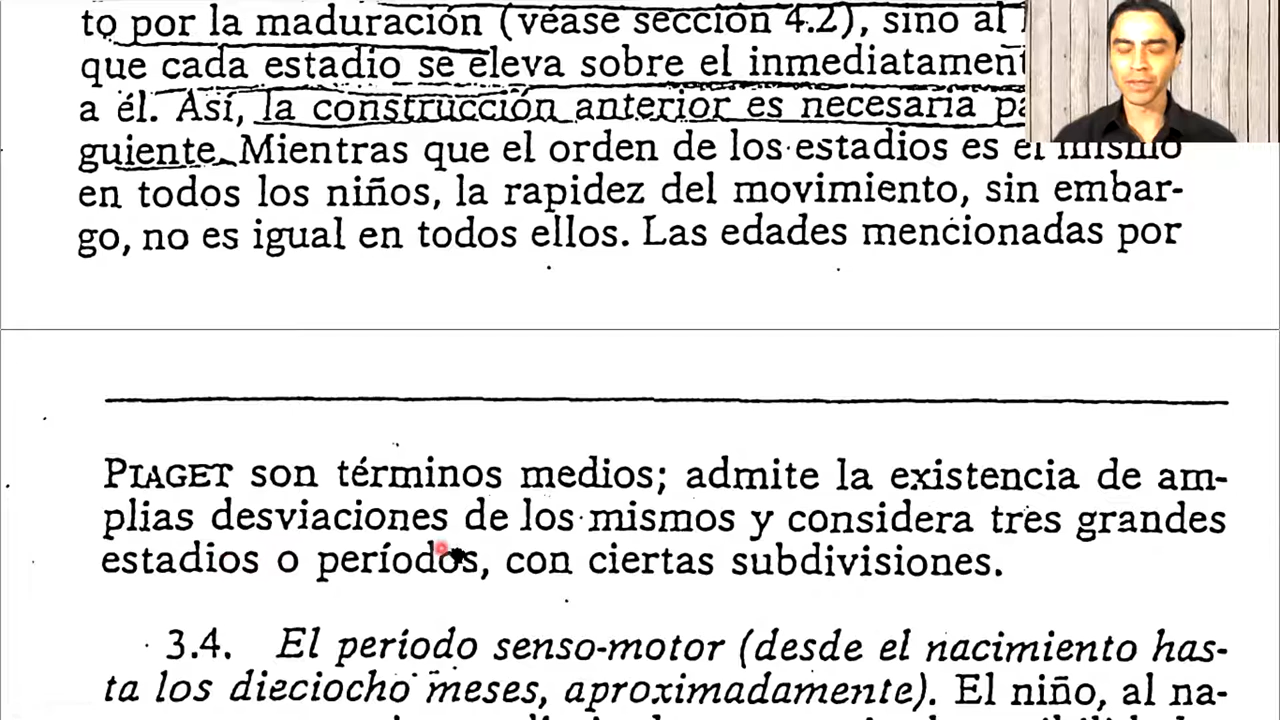 to por la maduración (véase sección 4.2), sino al
que cada estadio se eleva sobre el
a él. Así, la construcción anterior es necesaria
guiente. Mientras que el orden de los estadios es el mismo
en todos los niños, la rapidez del movimiento, sin embar-
go, no es igual en todos ellos. Las edades mencionadas por
PIAGET son términos medios; admite la existencia de am-
plias desviaciones de los mismos y considera tres grandes
estadios o períodos, con ciertas subdivisiones.
3.4. El período senso-motor (desde el nacimiento has-
ta los dieciocho meses, aproximadamente). El niño, al na-